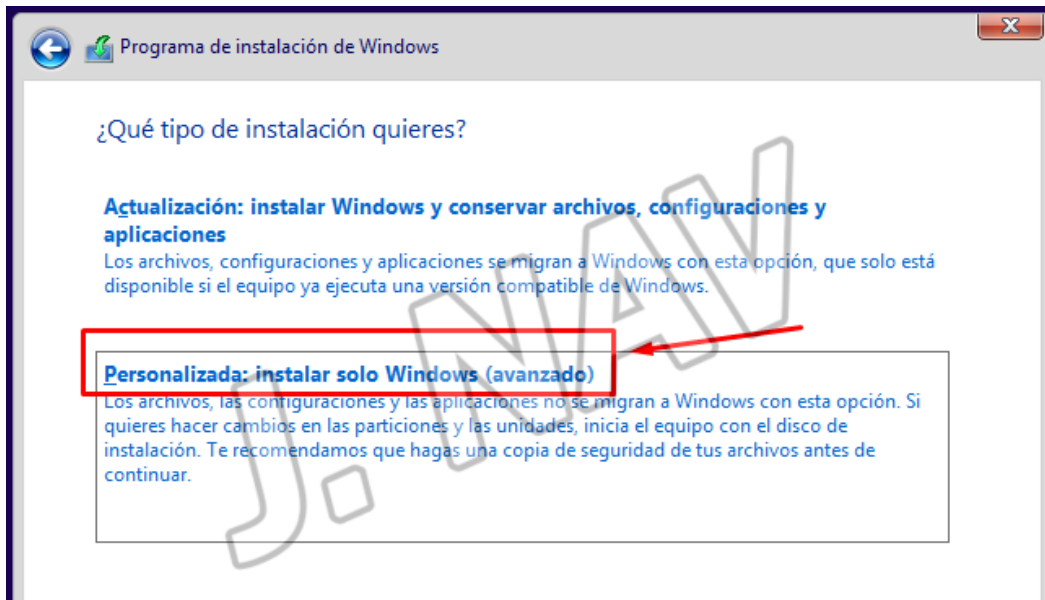 X
Programa de instalación de Windows
¿Qué tipo de instalación quieres?
Actualización: instalar Windows y conservar archivos, configuraciones y
aplicaciones
Los archivos, configuraciones y aplicaciones se migran a Windows con esta opción, que solo está
disponible si el equipo ya ejecuta una versión compatible de Windows.
Personalizada: instalar solo Windows (avanzado)
Los archivos, las configuraciones y las aplicaciones no se migran a Windows con esta opción. Si
quieres hacer cambios en las particiones y las unidades, inicia el equipo con el disco de
instalación. Te recomendamos que hagas una copia de seguridad de tus archivos antes de
continuar.
J. NAV